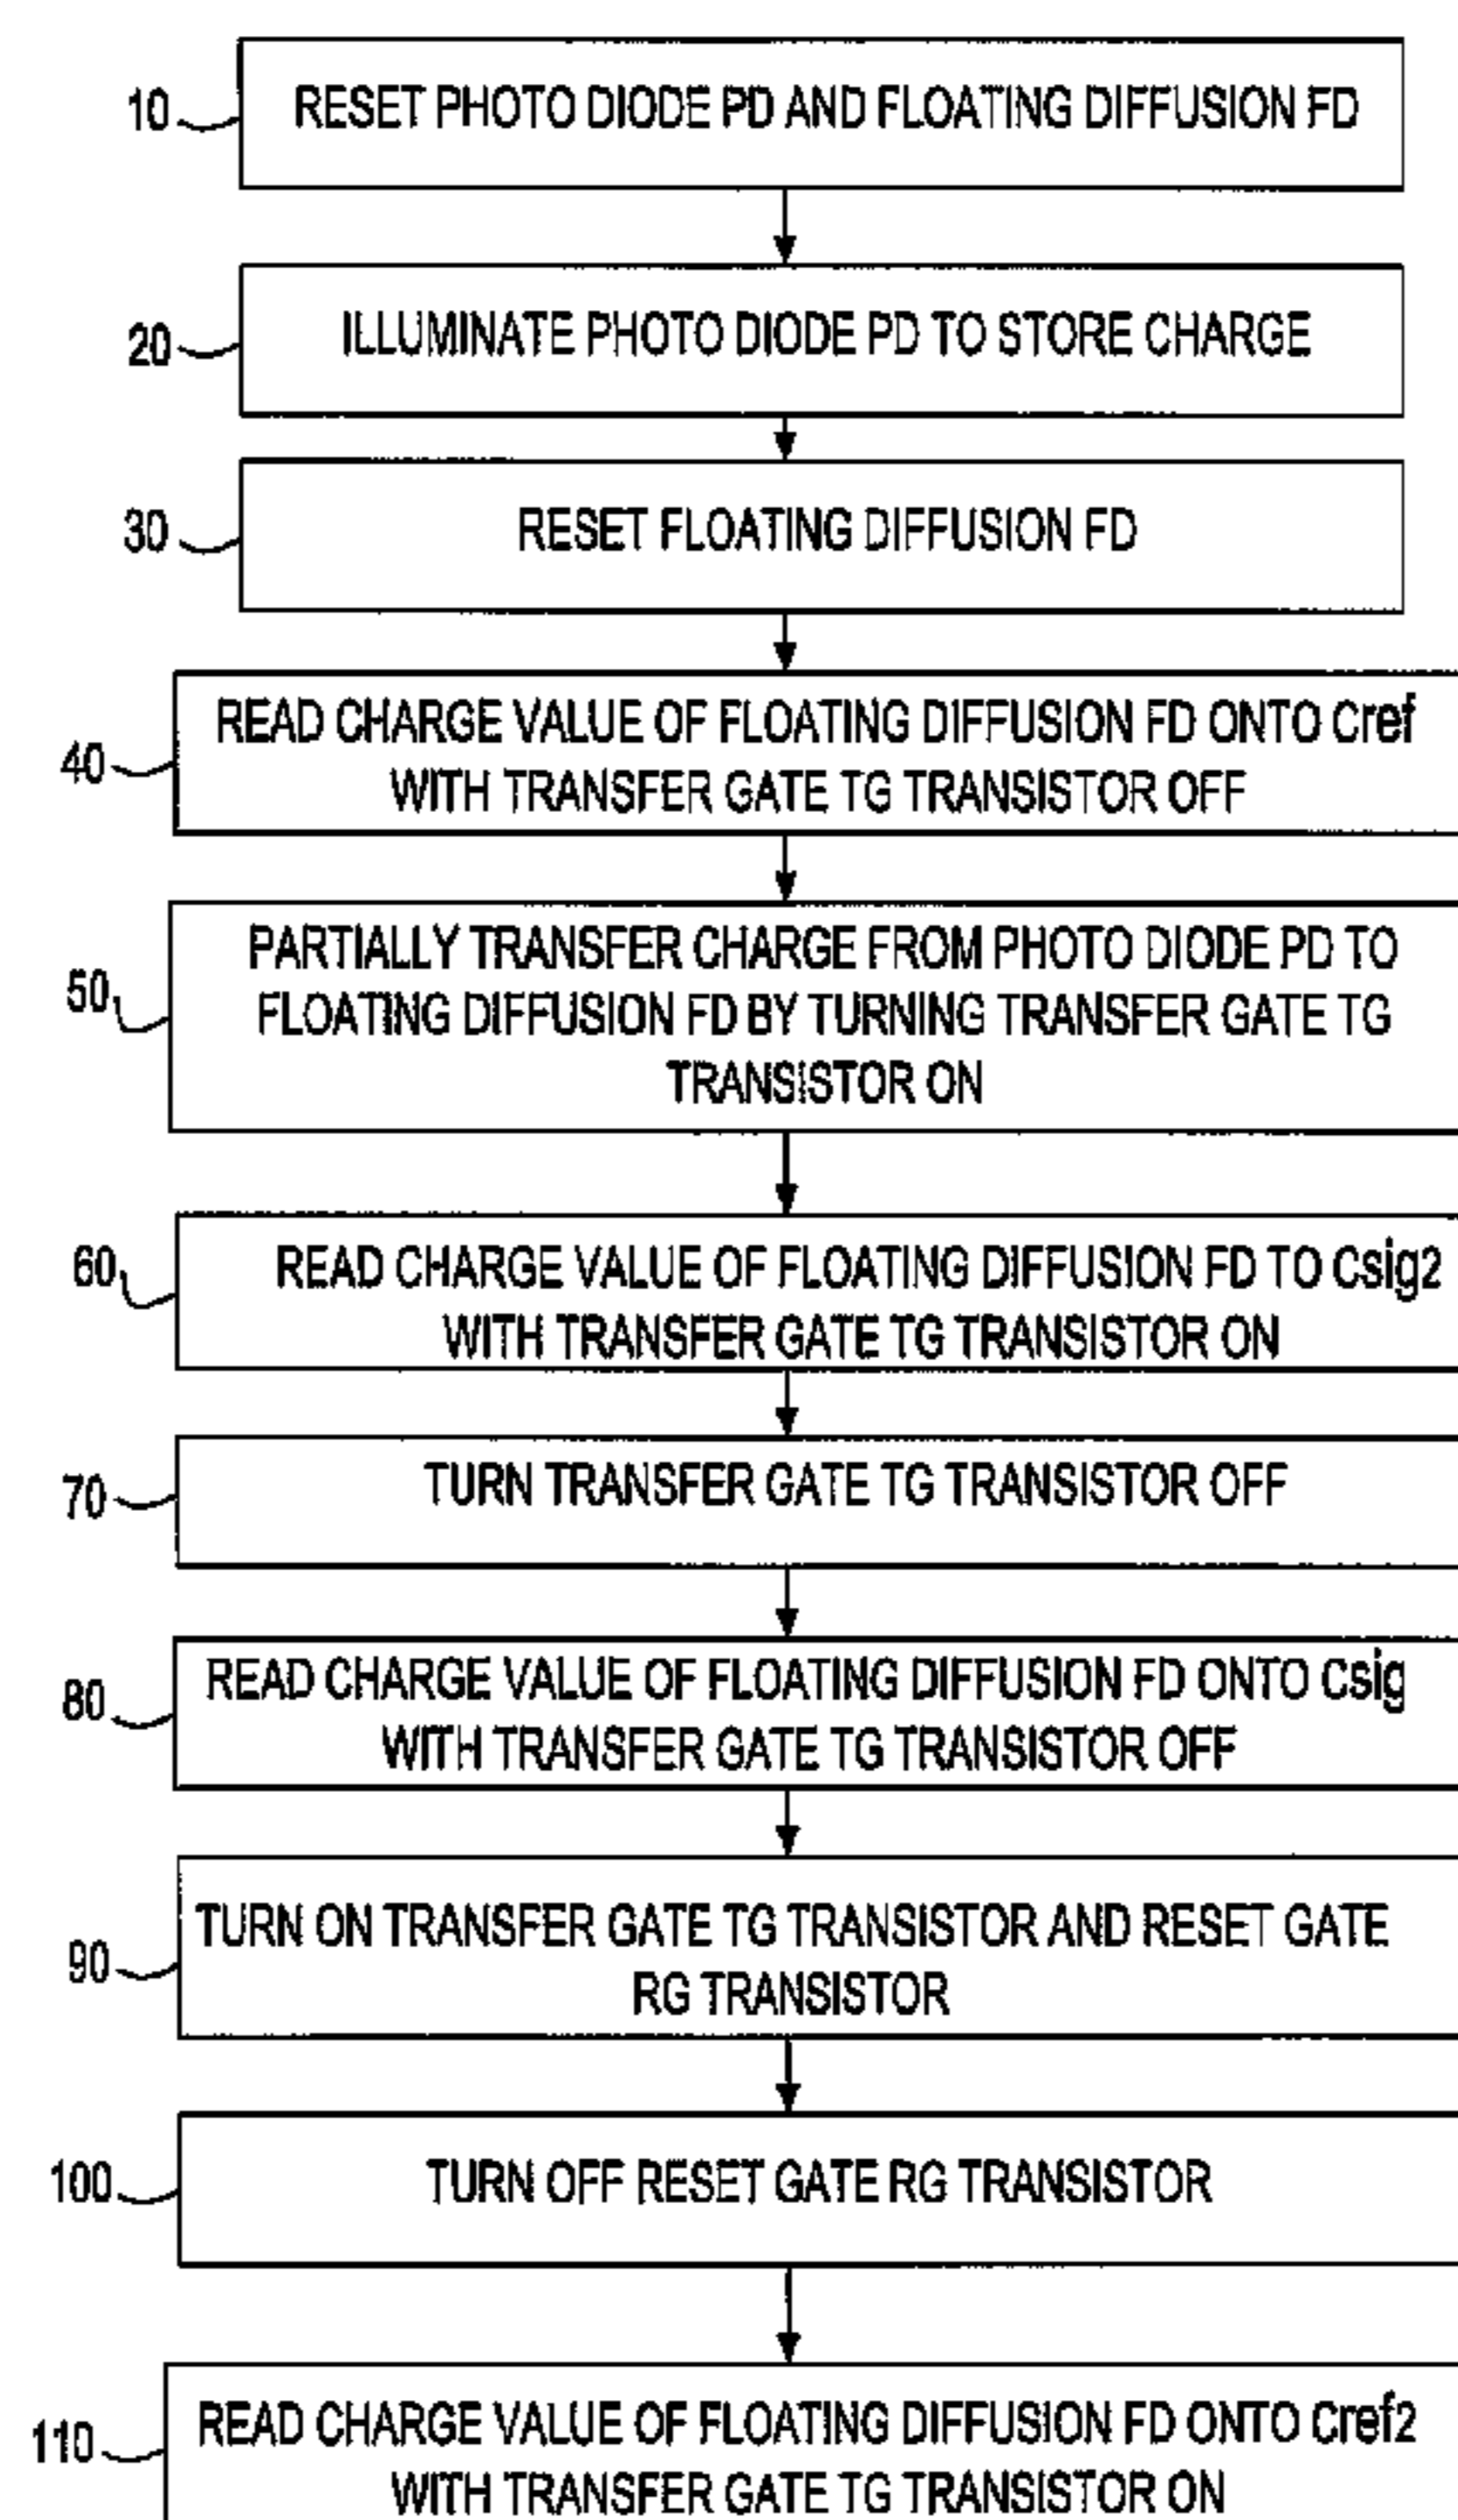 10
RESET PHOTO DIODE PD AND FLOATING DIFFUSION FD
20
ILLUMINATE PHOTO DIODE PD TO STORE CHARGE
30
RESET FLOATING DIFFUSION FD
40
READ CHARGE VALUE OF FLOATING DIFFUSION FD ONTO Cref
WITH TRANSFER GATE TG TRANSISTOR OFF
50
PARTIALLY TRANSFER CHARGE FROM PHOTO DIODE PD TO
FLOATING DIFFUSION FD BY TURNING TRANSFER GATE TG
TRANSISTOR ON
60
READ CHARGE VALUE OF FLOATING DIFFUSION FD TO Csig2
WITH TRANSFER GATE TG TRANSISTOR ON
70
TURN TRANSFER GATE TG TRANSISTOR OFF
80
READ CHARGE VALUE OF FLOATING DIFFUSION FD ONTO Csig
WITH TRANSFER GATE TG TRANSISTOR OFF
90
TURN ON TRANSFER GATE TG TRANSISTOR AND RESET GATE
RG TRANSISTOR
100
TURN OFF RESET GATE RG TRANSISTOR
110
READ CHARGE VALUE OF FLOATING DIFFUSION FD ONTO Cref2
WITH TRANSFER GATE TG TRANSISTOR ON